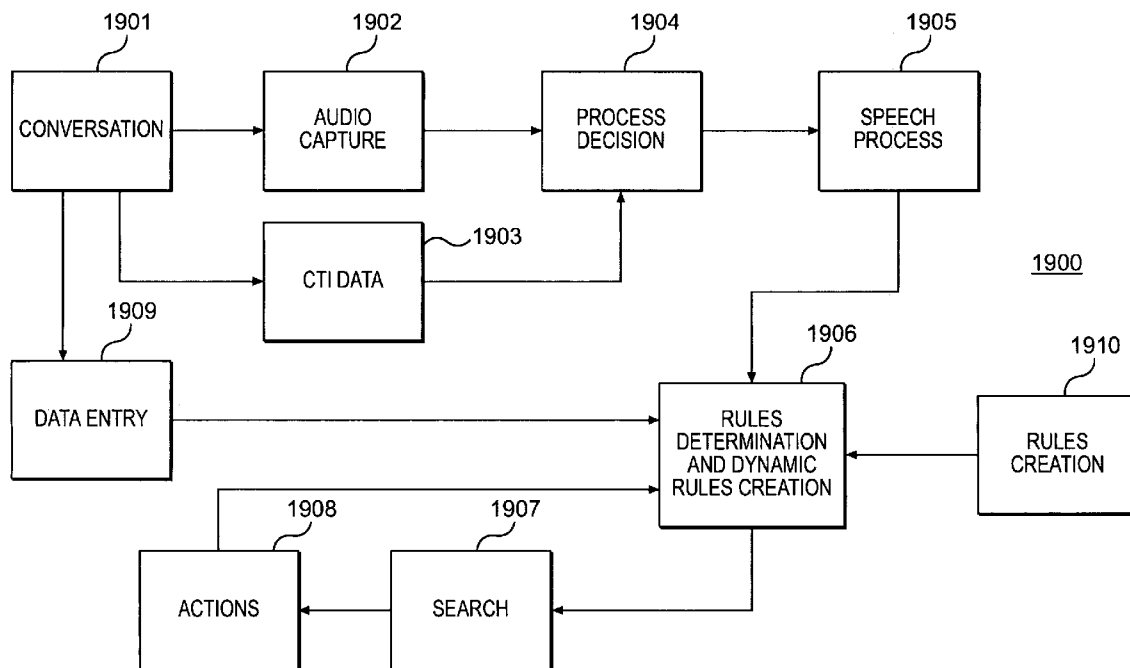 1901
1902
1904
1905
CONVERSATION
AUDIO
CAPTURE
PROCESS
DECISION
SPEECH
PROCESS
1903
CTI DATA
1900
1909
1906
1910
DATA ENTRY
RULES
DETERMINATION
AND DYNAMIC
RULES CREATION
RULES
CREATION
1908
1907
ACTIONS
SEARCH